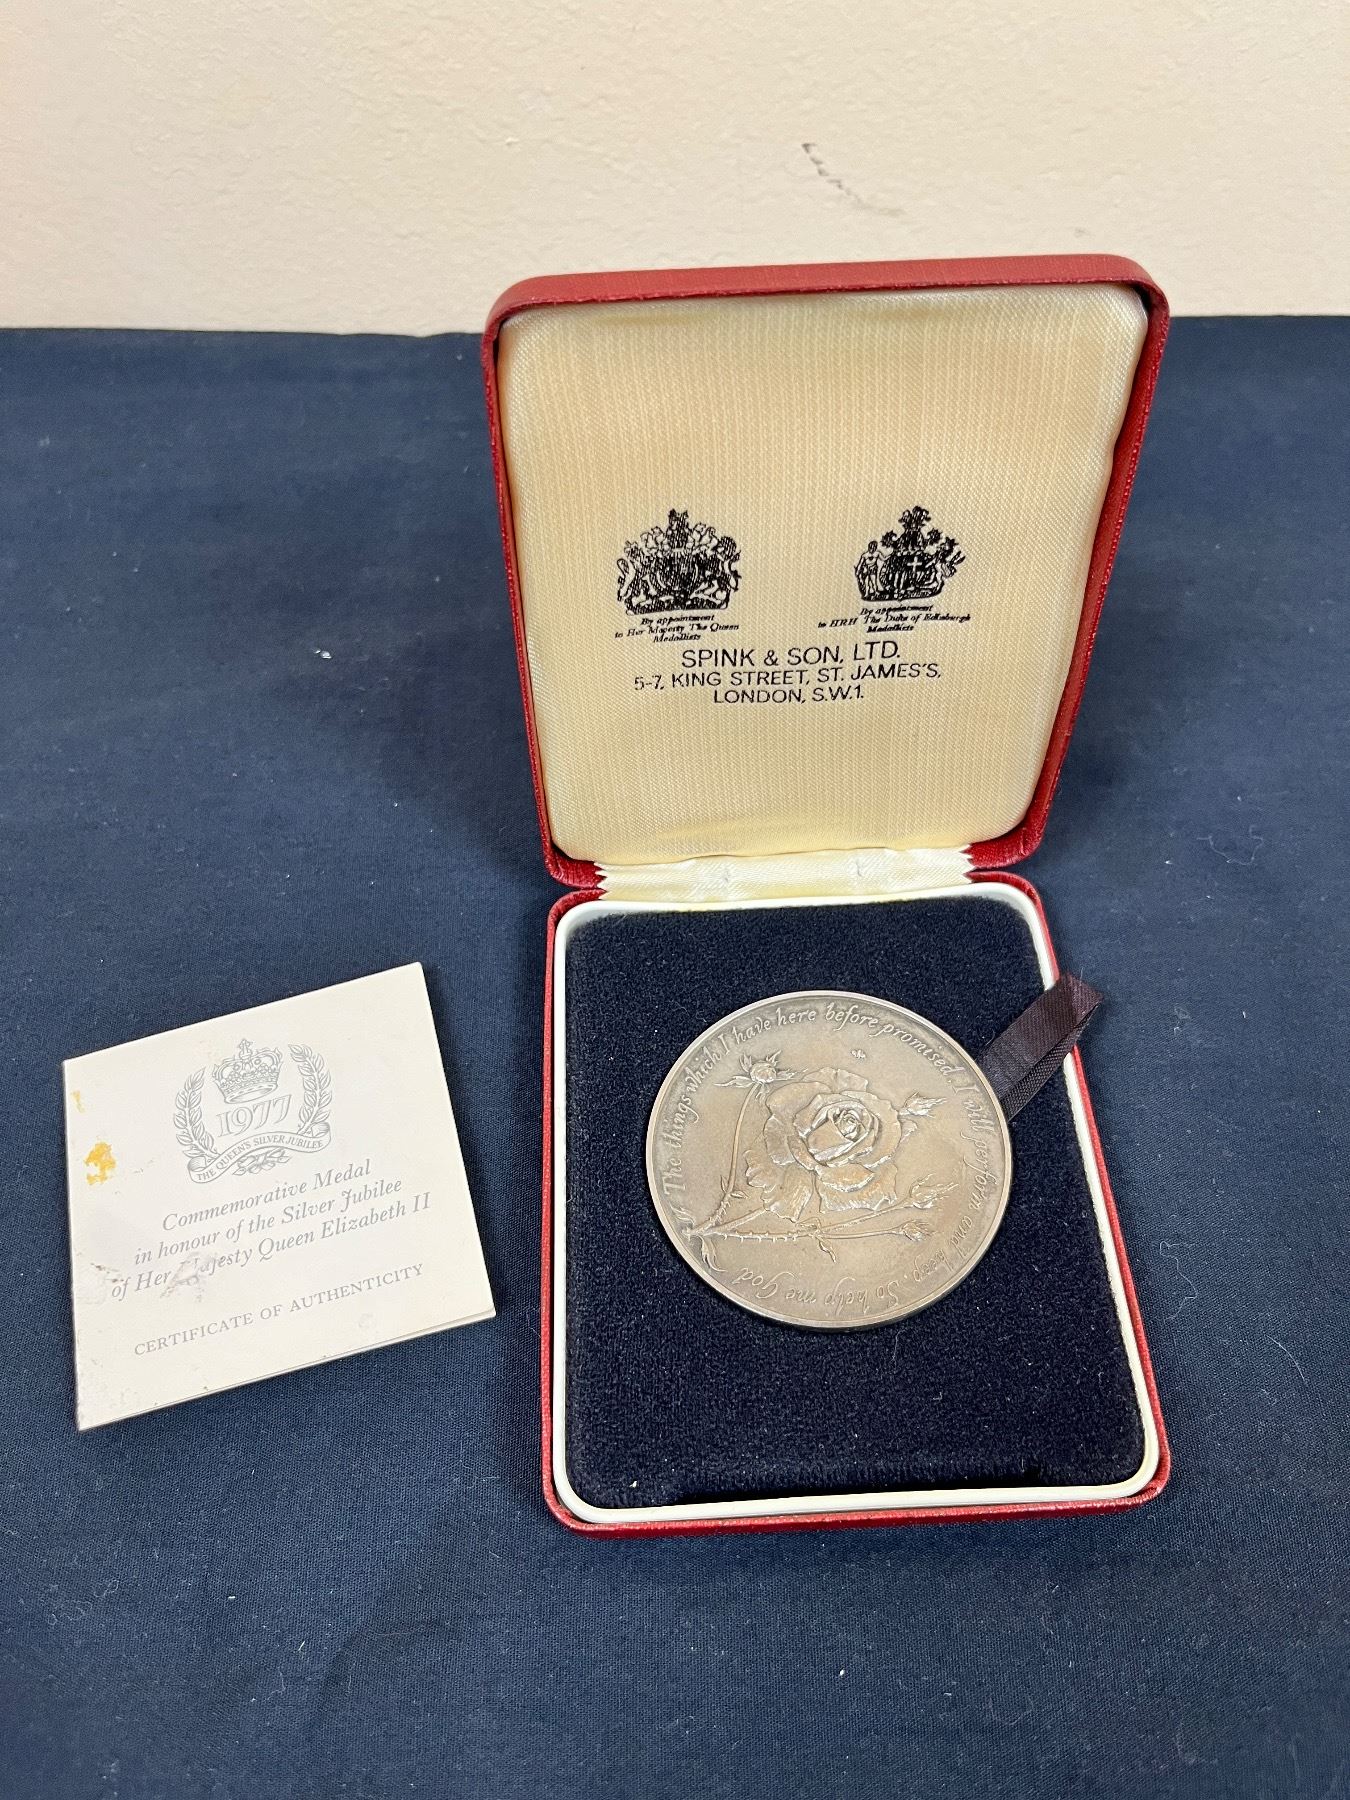 By appointment
to Her Majesty The Queen
Medallists
By appointment
to HRH The Duke of Edinburgh
Medallists
SPINK & SON, LTD.
5-7, KING STREET, ST. JAMES'S,
LONDON, S.W.1.
The things which I have here before promised, I will perform and keep. So help me God
1977
THE QUEEN'S SILVER JUBILEE
Commemorative Medal
in honour of the Silver Jubilee
of Her Majesty Queen Elizabeth II
CERTIFICATE OF AUTHENTICITY